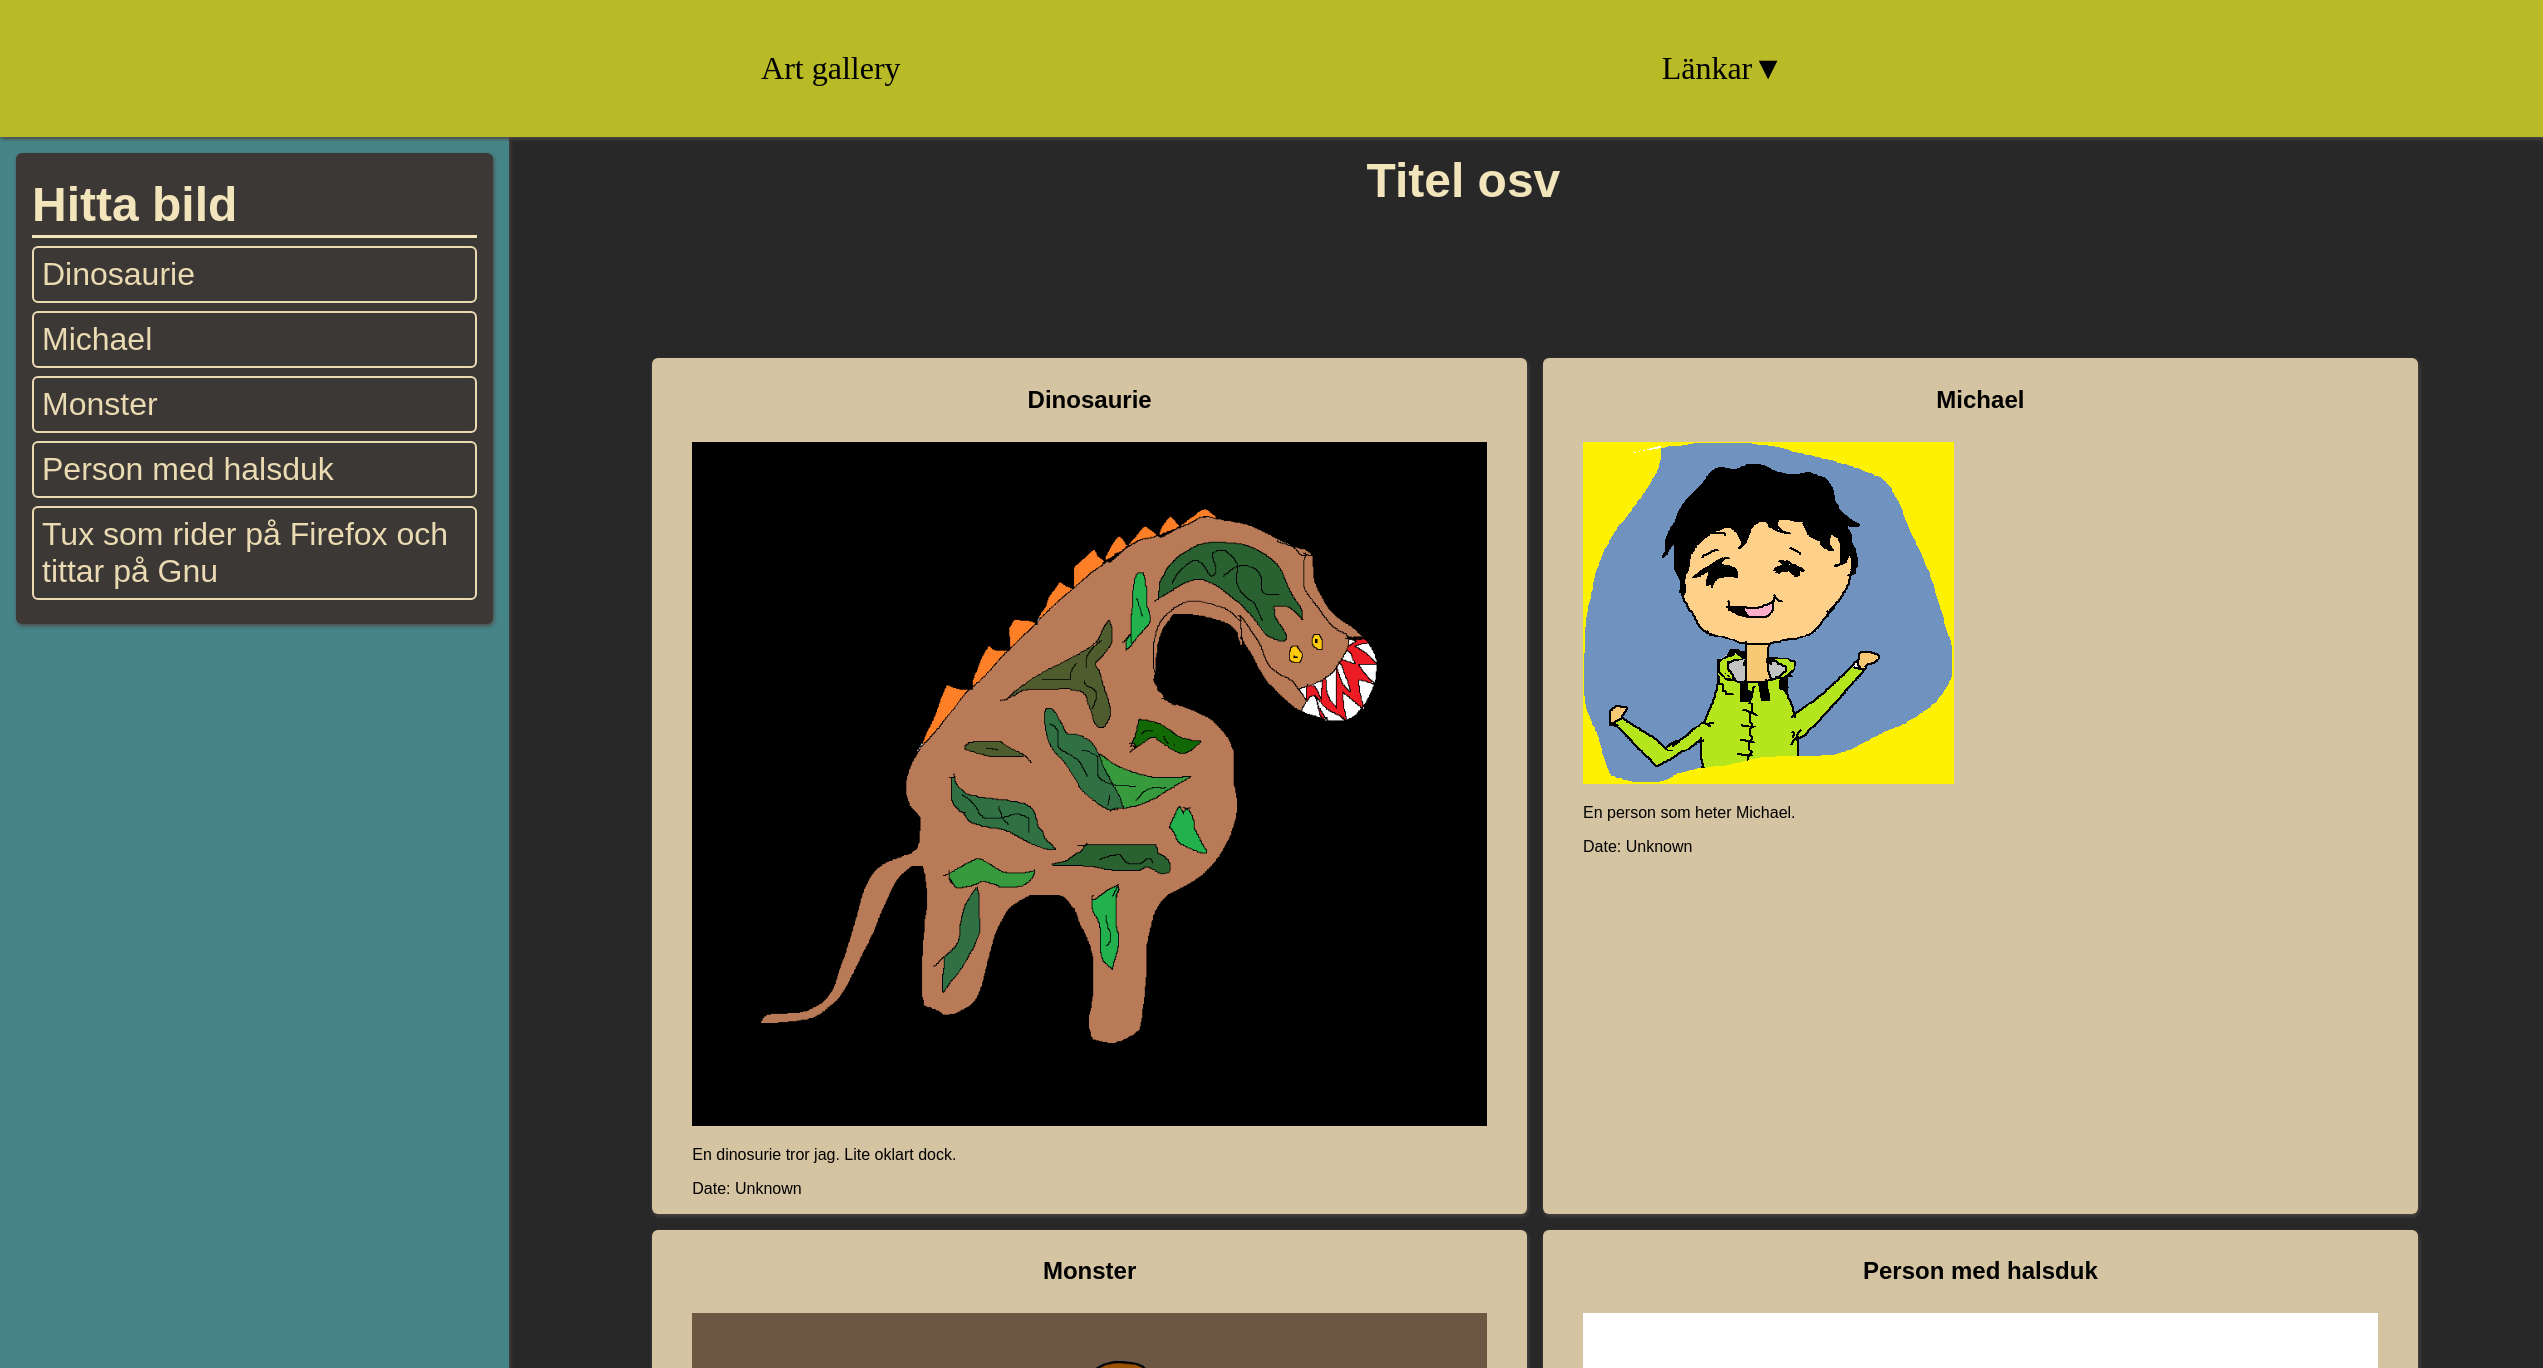 Art gallery
Länkar▼
Hitta bild
Dinosaurie
Michael
Monster
Person med halsduk
Tux som rider på Firefox och
tittar på Gnu
Titel osv
Dinosaurie
En dinosurie tror jag. Lite oklart dock.
Date: Unknown
Michael
En person som heter Michael.
Date: Unknown
Monster
Person med halsduk